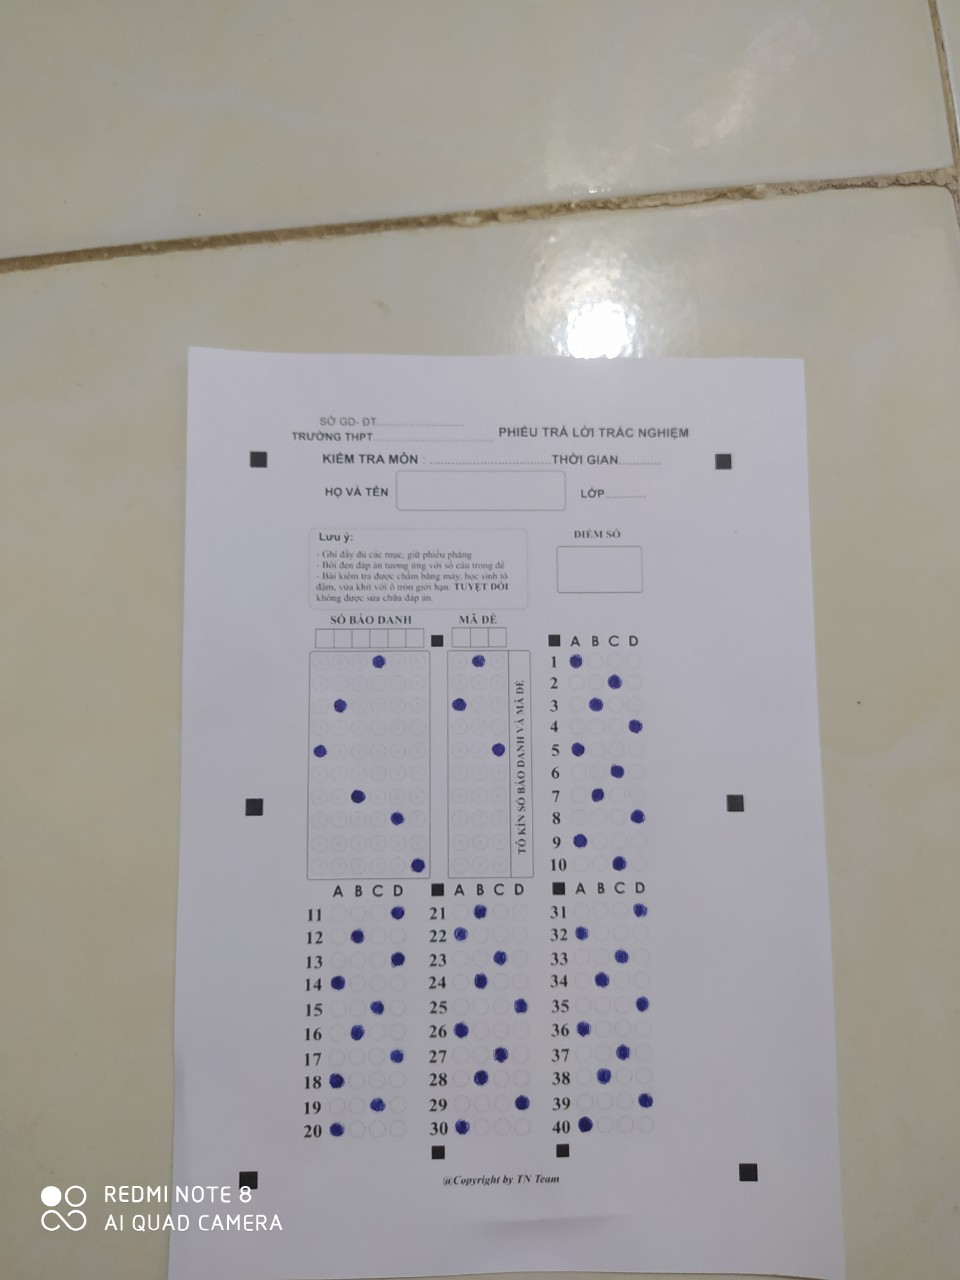 SỞ GD- ĐT
TRƯỜNG THPT
PHIẾU TRẢ LỜI TRẮC NGHIỆM
KIỂM TRA MÔN : THỜI GIAN
HỌ VÀ TÊN LỚP
Lưu ý:
- Ghi đầy đủ các mục, giữ phiếu phẳng
- Bôi đen đáp án tương ứng với số câu trong đề
- Bài kiểm tra được chấm bằng máy, học sinh tô
đậm, vừa khít với ô tròn giới hạn. TUYỆT ĐỐI
không được sửa chữa đáp án.
ĐIỂM SỐ
SỐ BÁO DANH
MÃ ĐỀ
TÔ KÍN SỐ BÁO DANH VÀ MÃ ĐỀ
A B C D
1
2
3
4
5
6
7
8
9
10
A B C D
11
12
13
14
15
16
17
18
19
20
A B C D
21
22
23
24
25
26
27
28
29
30
A B C D
31
32
33
34
35
36
37
38
39
40
@Copyright by TN Team
REDMI NOTE 8
AI QUAD CAMERA